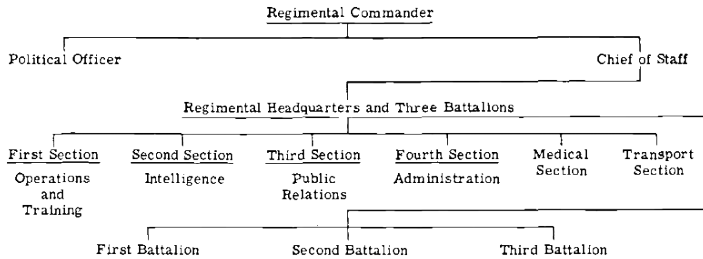 Regimental Commander
Political Officer
Chief of Staff
Regimental Headquarters and Three Battalions
First Section
Second Section
Third Section
Fourth Section
Medical
Section
Transport
Section
Operations
and
Training
Intelligence
Public
Relations
Administration
First Battalion
Second Battalion
Third Battalion